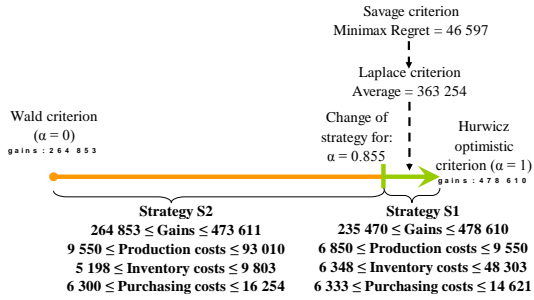 Savage criterion
Minimax Regret = 46 597
Laplace criterion
Average = 363 254
Wald criterion
(α = 0)
gains : 264 853
Change of
strategy for:
α = 0.855
Hurwicz
optimistic
criterion (α = 1)
gains : 478 610
Strategy S2
264 853 ≤ Gains ≤ 473 611
9 550 ≤ Production costs ≤ 93 010
5 198 ≤ Inventory costs ≤ 9 803
6 300 ≤ Purchasing costs ≤ 16 254
Strategy S1
235 470 ≤ Gains ≤ 478 610
6 850 ≤ Production costs ≤ 9 550
6 348 ≤ Inventory costs ≤ 48 303
6 333 ≤ Purchasing costs ≤ 14 621